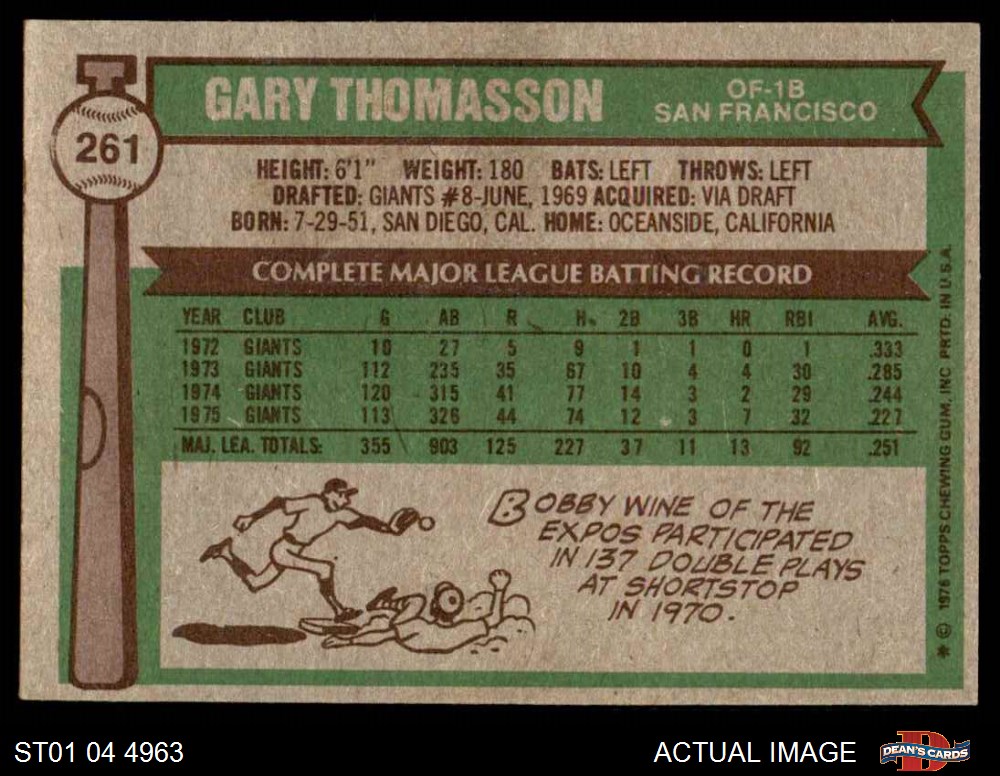 261
GARY THOMASSON
OF-1B
SAN FRANCISCO
HEIGHT: 6'1" WEIGHT: 180 BATS: LEFT THROWS: LEFT
DRAFTED: GIANTS #8-JUNE, 1969 ACQUIRED: VIA DRAFT
BORN: 7-29-51, SAN DIEGO, CAL. HOME: OCEANSIDE, CALIFORNIA
COMPLETE MAJOR LEAGUE BATTING RECORD
YEAR CLUB G AB R H 2B 3B HR RBI AVG.
1972 GIANTS 10 27 5 9 1 1 0 1 .333
1973 GIANTS 112 235 35 67 10 4 4 30 .285
1974 GIANTS 120 315 41 77 14 3 2 29 .244
1975 GIANTS 113 326 44 74 12 3 7 32 .227
MAJ. LEA. TOTALS: 355 903 125 227 37 11 13 92 .251
BOBBY WINE OF THE
EXPOS PARTICIPATED
IN 137 DOUBLE PLAYS
AT SHORTSTOP
IN 1970.
* © 1976 TOPPS CHEWING GUM, INC PRTD. IN U.S.A.
ST01 04 4963
ACTUAL IMAGE
D
DEAN'S CARDS